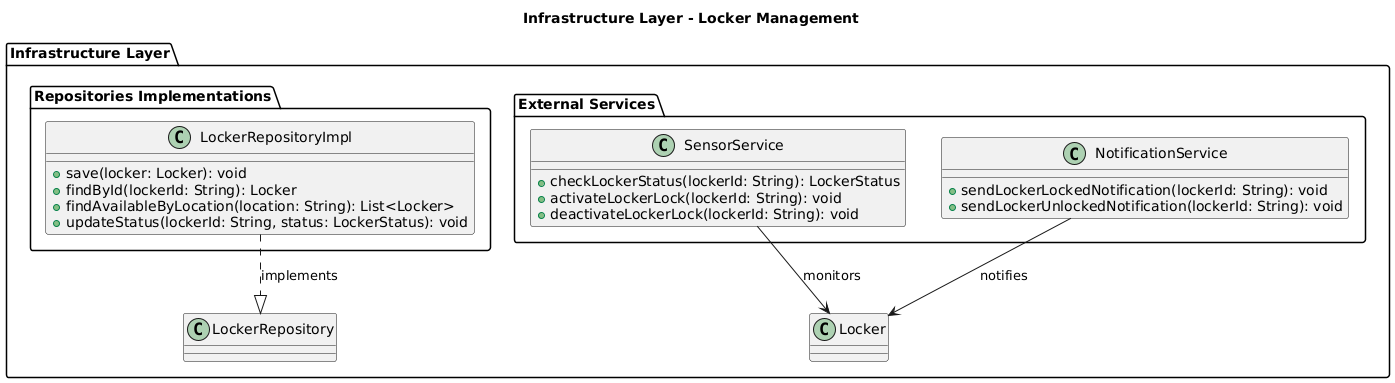 Infrastructure Layer - Locker Management
Infrastructure Layer
Repositories Implementations
C LockerRepositoryImpl
save(locker: Locker): void
findById(lockerId: String): Locker
findAvailableByLocation(location: String): List<Locker>
updateStatus(lockerId: String, status: LockerStatus): void
External Services
C SensorService
checkLockerStatus(lockerId: String): LockerStatus
activateLockerLock(lockerId: String): void
deactivateLockerLock(lockerId: String): void
C NotificationService
sendLockerLockedNotification(lockerId: String): void
sendLockerUnlockedNotification(lockerId: String): void
implements
monitors
notifies
C LockerRepository
C Locker